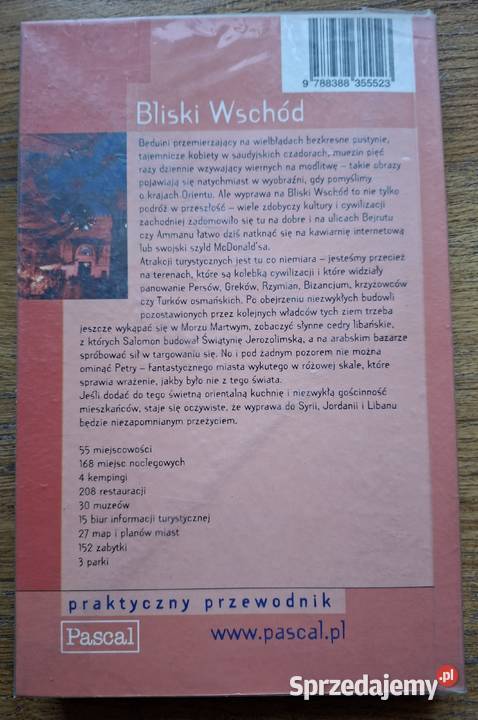 9 788388 355523
Bliski Wschód
Beduini przemierzający na wielbłądach bezkresne pustynie,
tajemnicze kobiety w saudyjskich czadorach, muezin pięć
razy dziennie wzywający wiernych na modlitwę – takie obrazy
pojawiają się natychmiast w wyobraźni, gdy pomyślimy
o krajach Orientu. Ale wyprawa na Bliski Wschód to nie tylko
podróż w przeszłość – wiele zdobyczy kultury i cywilizacji
zachodniej zadomowiło się tu na dobre i na ulicach Bejrutu
czy Ammanu łatwo dziś natknąć się na kawiarnię internetową
lub swojski szyld McDonald'sa.
Atrakcji turystycznych jest tu co niemiara – jesteśmy przecież
na terenach, które są kolebką cywilizacji i które widziały
panowanie Persów, Greków, Rzymian, Bizancjum, krzyżowców
czy Turków osmańskich. Po obejrzeniu niezwykłych budowli
pozostawionych przez kolejnych władców tych ziem trzeba
jeszcze wykąpać się w Morzu Martwym, zobaczyć słynne cedry libańskie,
z których Salomon budował Świątynię Jerozolimską, a na arabskim bazarze
spróbować sił w targowaniu się. No i pod żadnym pozorem nie można
ominąć Petry – fantastycznego miasta wykutego w różowej skale, które
sprawia wrażenie, jakby było nie z tego świata.
Jeśli dodać do tego świetną orientalną kuchnię i niezwykłą gościnność
mieszkańców, staje się oczywiste, że wyprawa do Syrii, Jordanii i Libanu
będzie niezapomnianym przeżyciem.
55 miejscowości
168 miejsc noclegowych
4 kempingi
208 restauracji
30 muzeów
15 biur informacji turystycznej
27 map i planów miast
152 zabytki
3 parki
praktyczny przewodnik
Pascal
www.pascal.pl
Sprzedajemy.pl